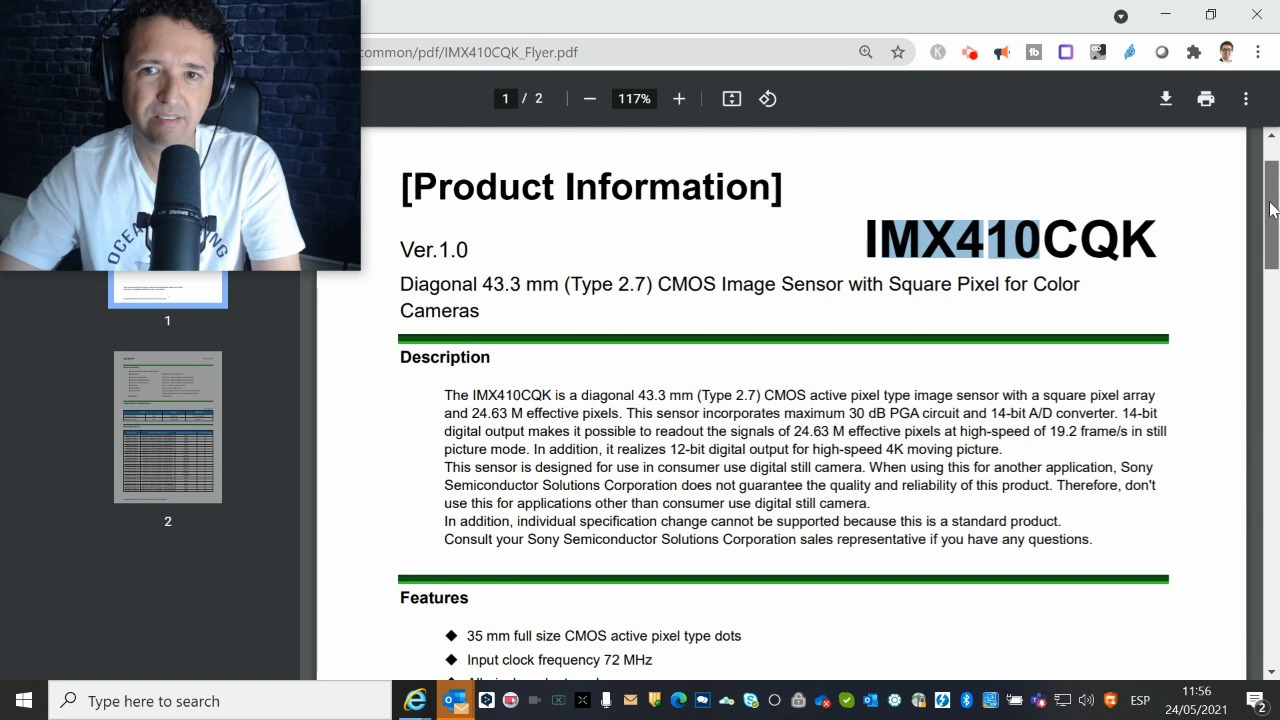 common/pdf/IMX410CQK_Flyer.pdf
1 / 2
117%
[Product Information]
IMX410CQK
Ver.1.0
Diagonal 43.3 mm (Type 2.7) CMOS Image Sensor with Square Pixel for Color
Cameras
Description
The IMX410CQK is a diagonal 43.3 mm (Type 2.7) CMOS active pixel type image sensor with a square pixel array
and 24.63 M effective pixels. This sensor incorporates maximum 30 dB PGA circuit and 14-bit A/D converter. 14-bit
digital output makes it possible to readout the signals of 24.63 M effective pixels at high-speed of 19.2 frame/s in still
picture mode. In addition, it realizes 12-bit digital output for high-speed 4K moving picture.
This sensor is designed for use in consumer use digital still camera. When using this for another application, Sony
Semiconductor Solutions Corporation does not guarantee the quality and reliability of this product. Therefore, don't
use this for applications other than consumer use digital still camera.
In addition, individual specification change cannot be supported because this is a standard product.
Consult your Sony Semiconductor Solutions Corporation sales representative if you have any questions.
Features
35 mm full size CMOS active pixel type dots
Input clock frequency 72 MHz
1
2
Type here to search
ESP
11:56
24/05/2021
2